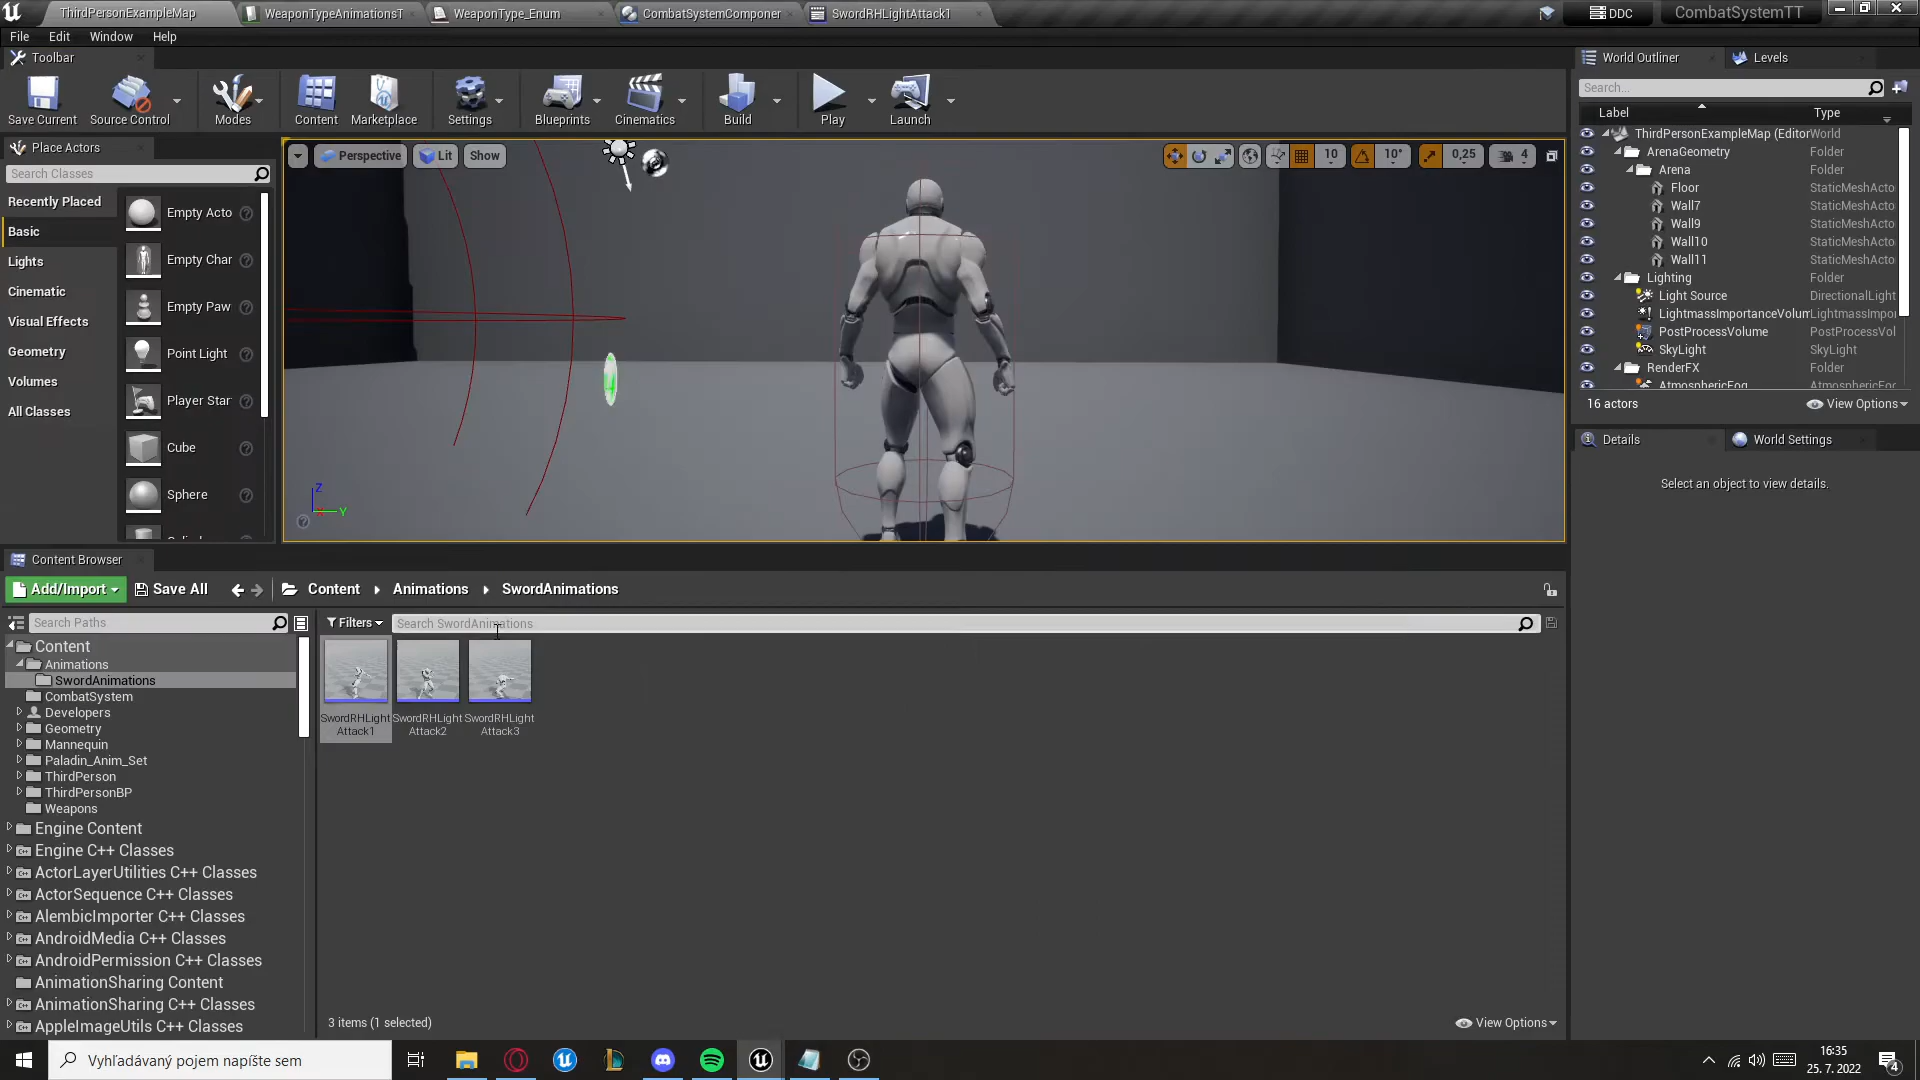 ThirdPersonExampleMap
WeaponTypeAnimationsT
WeaponType_Enum
CombatSystemComponer
SwordRHLightAttack1
DDC
CombatSystemTT
File Edit Window Help
Toolbar
World Outliner
Levels
Search...
Save Current
Source Control
Modes
Content
Marketplace
Settings
Blueprints
Cinematics
Build
Play
Launch
Label Type
ThirdPersonExampleMap (Editor World
ArenaGeometry Folder
Arena Folder
Floor StaticMeshActo
Wall7 StaticMeshActo
Wall9 StaticMeshActo
Wall10 StaticMeshActo
Wall11 StaticMeshActo
Lighting Folder
Light Source DirectionalLight
LightmassImportanceVolum LightmassImpor
PostProcessVolume PostProcessVol
SkyLight SkyLight
RenderFX Folder
AtmosphericFog AtmosphericFog
16 actors
View Options
Place Actors
Search Classes
Recently Placed
Basic
Lights
Cinematic
Visual Effects
Geometry
Volumes
All Classes
Empty Acto
Empty Char
Empty Paw
Point Light
Player Star
Cube
Sphere
Perspective Lit Show
10 10° 0,25 4
Z
Y
Details
World Settings
Select an object to view details.
Content Browser
Add/Import Save All Content Animations SwordAnimations
Search Paths
Filters
Search SwordAnimations
Content
Animations
SwordAnimations
CombatSystem
Developers
Geometry
Mannequin
Paladin_Anim_Set
ThirdPerson
ThirdPersonBP
Weapons
Engine Content
Engine C++ Classes
ActorLayerUtilities C++ Classes
ActorSequence C++ Classes
AlembicImporter C++ Classes
AndroidMedia C++ Classes
AndroidPermission C++ Classes
AnimationSharing Content
AnimationSharing C++ Classes
AppleImageUtils C++ Classes
SwordRHLight
Attack1
SwordRHLight
Attack2
SwordRHLight
Attack3
3 items (1 selected)
View Options
Vyhľadávaný pojem napíšte sem
16:35
25. 7. 2022
4